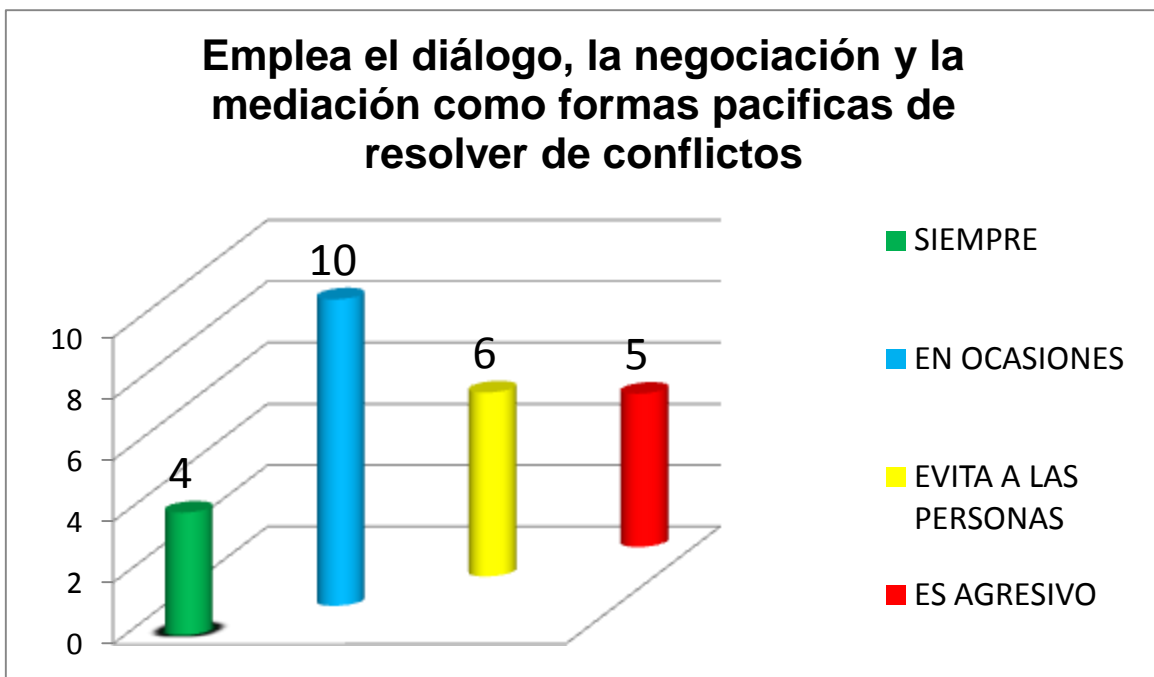 Emplea el diálogo, la negociación y la
mediación como formas pacificas de
resolver de conflictos
10
8
6
4
2
0
4
10
6
5
SIEMPRE
EN OCASIONES
EVITA A LAS
PERSONAS
ES AGRESIVO